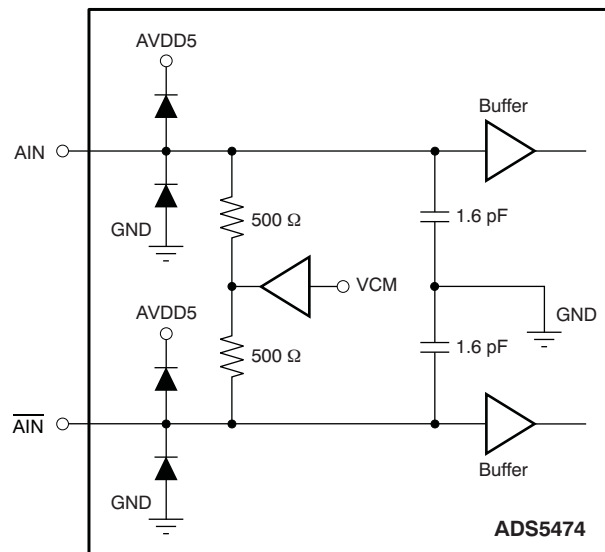 AVDD5
Buffer
AIN
GND
500 Ω
1.6 pF
VCM
AVDD5
GND
500 Ω
1.6 pF
AIN
Buffer
GND
ADS5474